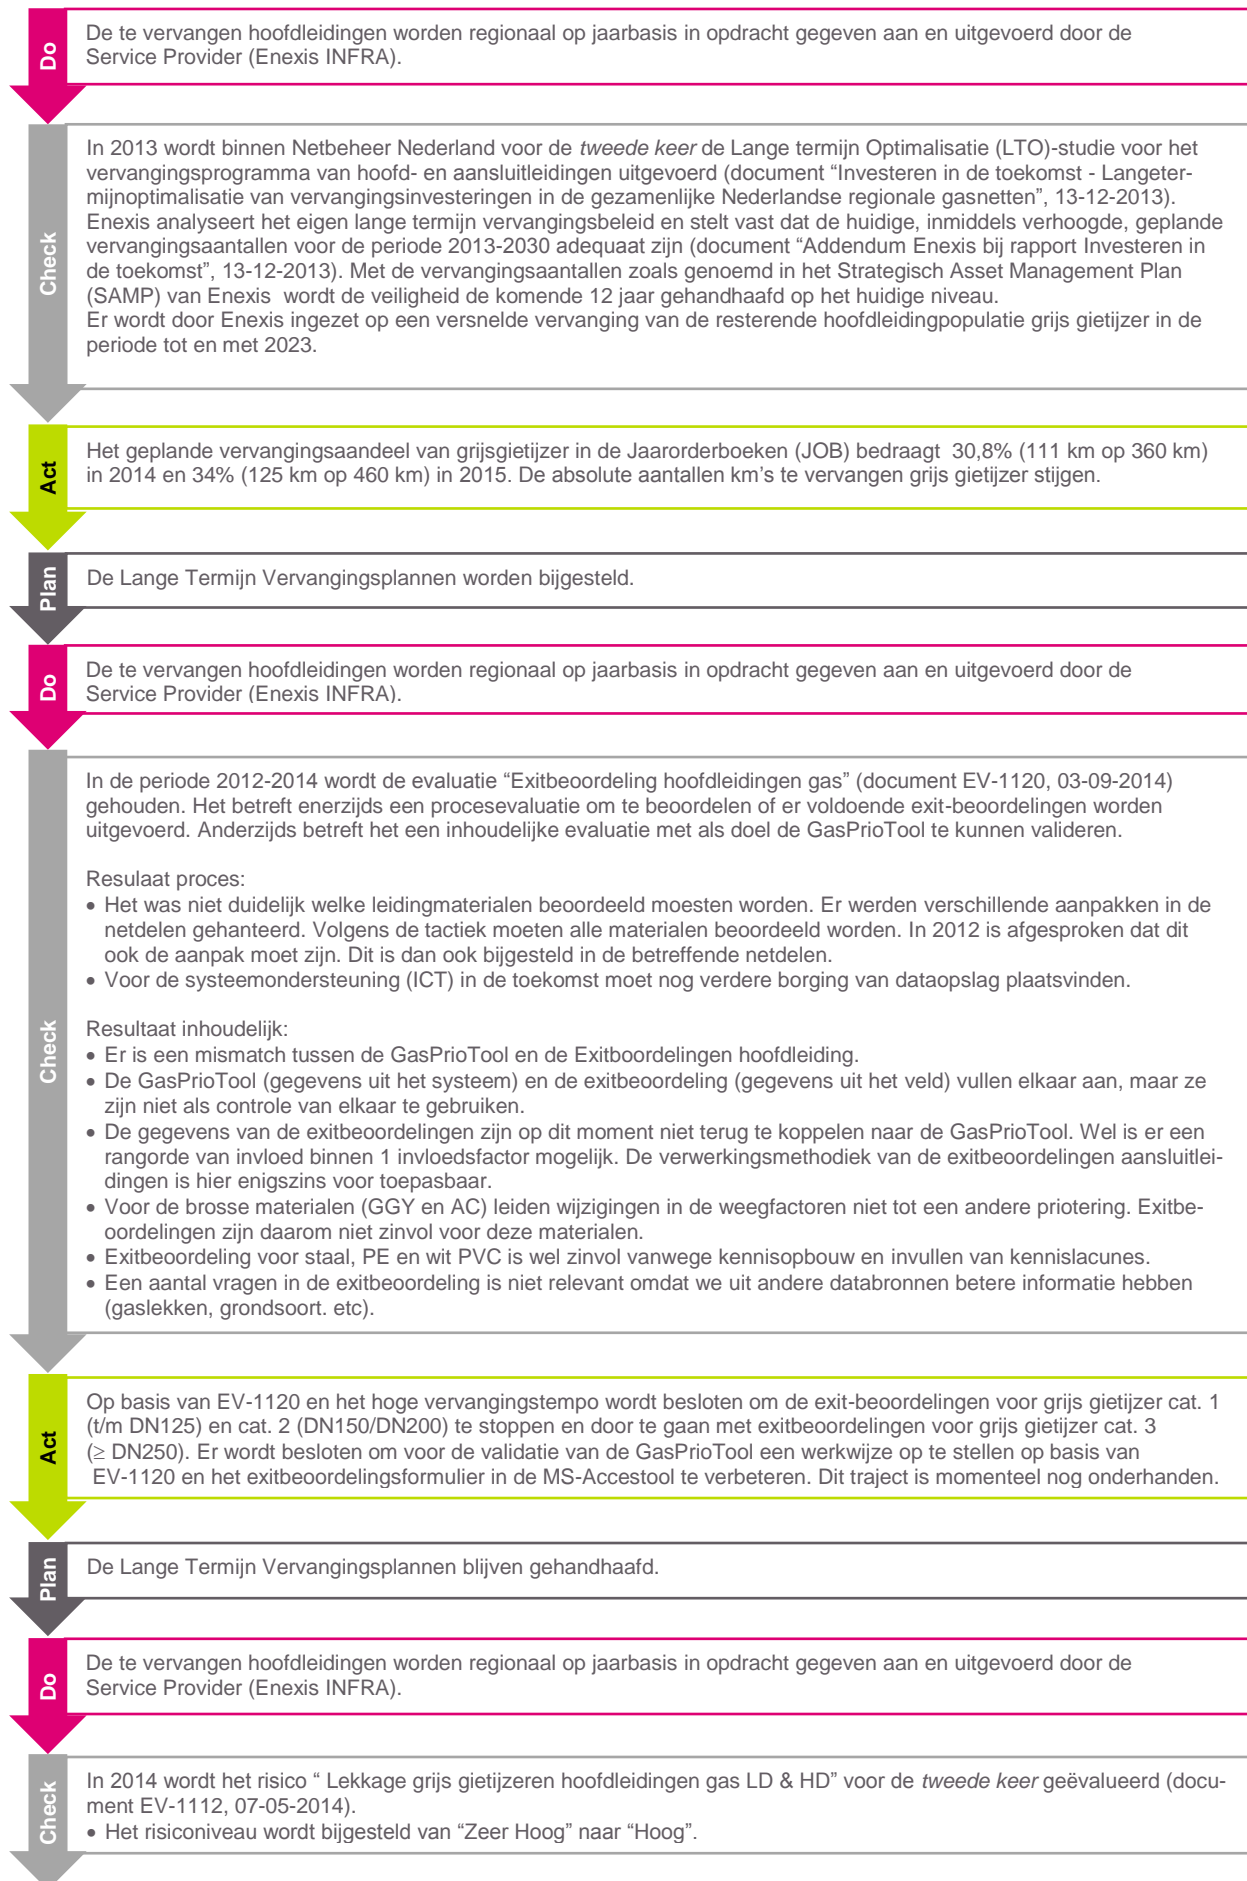 Do
De te vervangen hoofdleidingen worden regionaal op jaarbasis in opdracht gegeven aan en uitgevoerd door de
Service Provider (Enexis INFRA).
Check
In 2013 wordt binnen Netbeheer Nederland voor de tweede keer de Lange termijn Optimalisatie (LTO)-studie voor het
vervangingsprogramma van hoofd- en aansluitleidingen uitgevoerd (document “Investeren in de toekomst - Langeter-
mijnoptimalisatie van vervangingsinvesteringen in de gezamenlijke Nederlandse regionale gasnetten”, 13-12-2013).
Enexis analyseert het eigen lange termijn vervangingsbeleid en stelt vast dat de huidige, inmiddels verhoogde, geplande
vervangingsaantallen voor de periode 2013-2030 adequaat zijn (document “Addendum Enexis bij rapport Investeren in
de toekomst”, 13-12-2013). Met de vervangingsaantallen zoals genoemd in het Strategisch Asset Management Plan
(SAMP) van Enexis wordt de veiligheid de komende 12 jaar gehandhaafd op het huidige niveau.
Er wordt door Enexis ingezet op een versnelde vervanging van de resterende hoofdleidingpopulatie grijs gietijzer in de
periode tot en met 2023.
Act
Het geplande vervangingsaandeel van grijsgietijzer in de Jaarorderboeken (JOB) bedraagt 30,8% (111 km op 360 km)
in 2014 en 34% (125 km op 460 km) in 2015. De absolute aantallen km's te vervangen grijs gietijzer stijgen.
Plan
De Lange Termijn Vervangingsplannen worden bijgesteld.
Do
De te vervangen hoofdleidingen worden regionaal op jaarbasis in opdracht gegeven aan en uitgevoerd door de
Service Provider (Enexis INFRA).
Check
In de periode 2012-2014 wordt de evaluatie “Exitbeoordeling hoofdleidingen gas” (document EV-1120, 03-09-2014)
gehouden. Het betreft enerzijds een procesevaluatie om te beoordelen of er voldoende exit-beoordelingen worden
uitgevoerd. Anderzijds betreft het een inhoudelijke evaluatie met als doel de GasPrioTool te kunnen valideren.
Resulaat proces:
• Het was niet duidelijk welke leidingmaterialen beoordeeld moesten worden. Er werden verschillende aanpakken in de
netdelen gehanteerd. Volgens de tactiek moeten alle materialen beoordeeld worden. In 2012 is afgesproken dat dit
ook de aanpak moet zijn. Dit is dan ook bijgesteld in de betreffende netdelen.
• Voor de systeemondersteuning (ICT) in de toekomst moet nog verdere borging van dataopslag plaatsvinden.
Resultaat inhoudelijk:
• Er is een mismatch tussen de GasPrioTool en de Exitboordelingen hoofdleiding.
• De GasPrioTool (gegevens uit het systeem) en de exitbeoordeling (gegevens uit het veld) vullen elkaar aan, maar ze
zijn niet als controle van elkaar te gebruiken.
• De gegevens van de exitbeoordelingen zijn op dit moment niet terug te koppelen naar de GasPrioTool. Wel is er een
rangorde van invloed binnen 1 invloedsfactor mogelijk. De verwerkingsmethodiek van de exitbeoordelingen aansluitlei-
dingen is hier enigszins voor toepasbaar.
• Voor de brosse materialen (GGY en AC) leiden wijzigingen in de weegfactoren niet tot een andere priotering. Exitbe-
oordelingen zijn daarom niet zinvol voor deze materialen.
• Exitbeoordeling voor staal, PE en wit PVC is wel zinvol vanwege kennisopbouw en invullen van kennislacunes.
• Een aantal vragen in de exitbeoordeling is niet relevant omdat we uit andere databronnen betere informatie hebben
(gaslekken, grondsoort. etc).
Act
Op basis van EV-1120 en het hoge vervangingstempo wordt besloten om de exit-beoordelingen voor grijs gietijzer cat. 1
(t/m DN125) en cat. 2 (DN150/DN200) te stoppen en door te gaan met exitbeoordelingen voor grijs gietijzer cat. 3
(≥ DN250). Er wordt besloten om voor de validatie van de GasPrioTool een werkwijze op te stellen op basis van
EV-1120 en het exitbeoordelingsformulier in de MS-Accestool te verbeteren. Dit traject is momenteel nog onderhanden.
Plan
De Lange Termijn Vervangingsplannen blijven gehandhaafd.
Do
De te vervangen hoofdleidingen worden regionaal op jaarbasis in opdracht gegeven aan en uitgevoerd door de
Service Provider (Enexis INFRA).
Check
In 2014 wordt het risico “ Lekkage grijs gietijzeren hoofdleidingen gas LD & HD” voor de tweede keer geëvalueerd (docu-
ment EV-1112, 07-05-2014).
• Het risiconiveau wordt bijgesteld van “Zeer Hoog” naar “Hoog”.